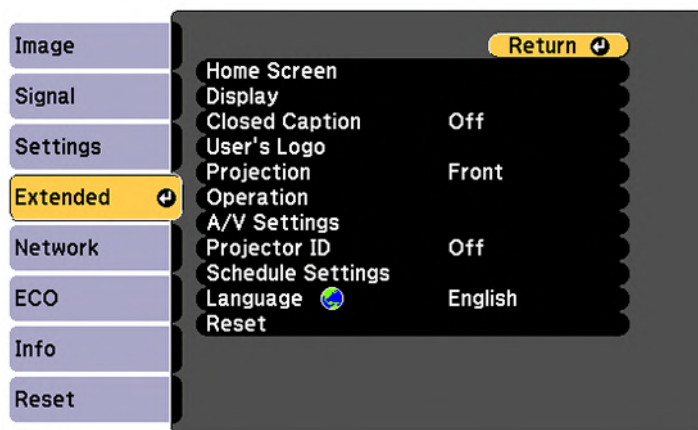 Image
Signal
Settings
Extended
Network
ECO
Info
Reset
Return
Home Screen
Display
Closed Caption Off
User's Logo
Projection Front
Operation
A/V Settings
Projector ID Off
Schedule Settings
Language English
Reset